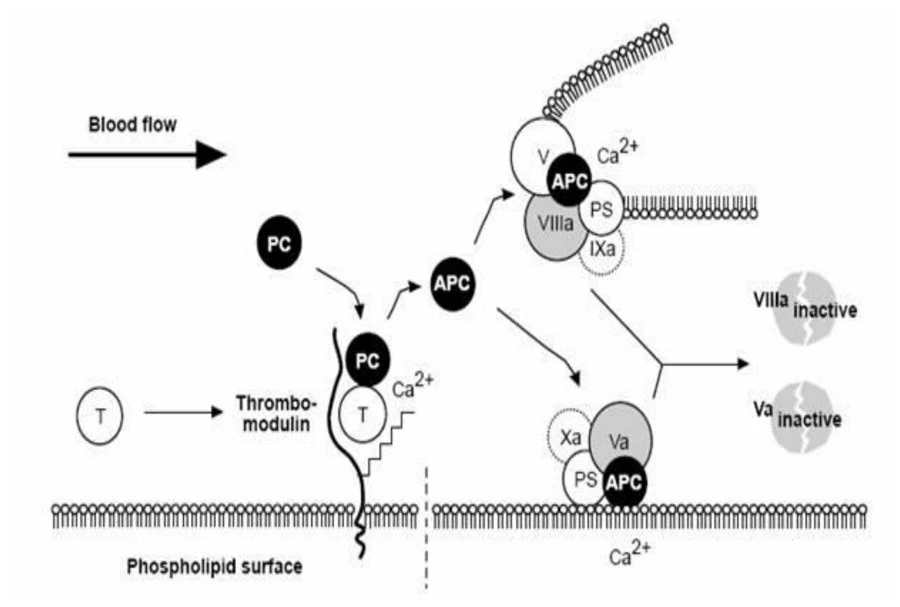 Blood flow
V
Ca2+
APC
PS
VIIIa
IXa
PC
APC
VIIIa inactive
PC
Ca2+
T
Thrombo-
modulin
T
Va inactive
Xa
Va
PS
APC
Ca2+
Phospholipid surface